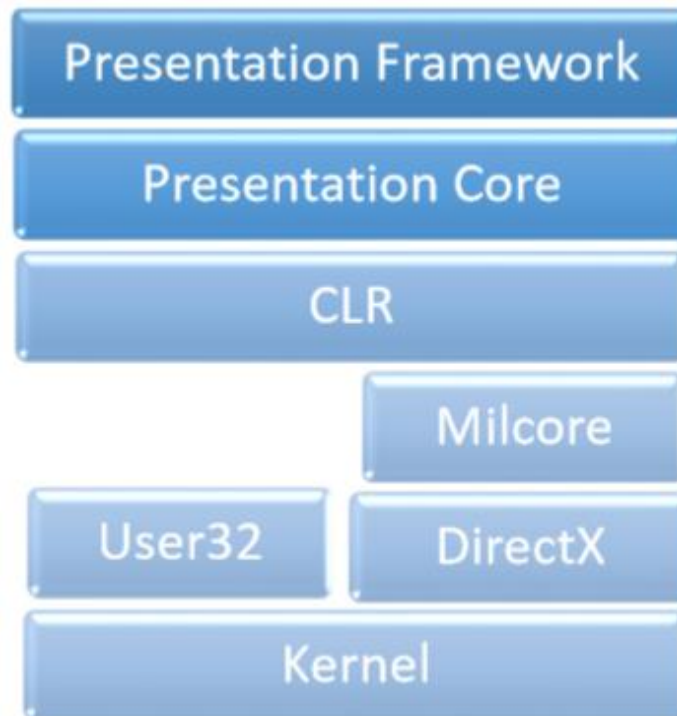 Presentation Framework
Presentation Core
CLR
Milcore
User32
DirectX
Kernel